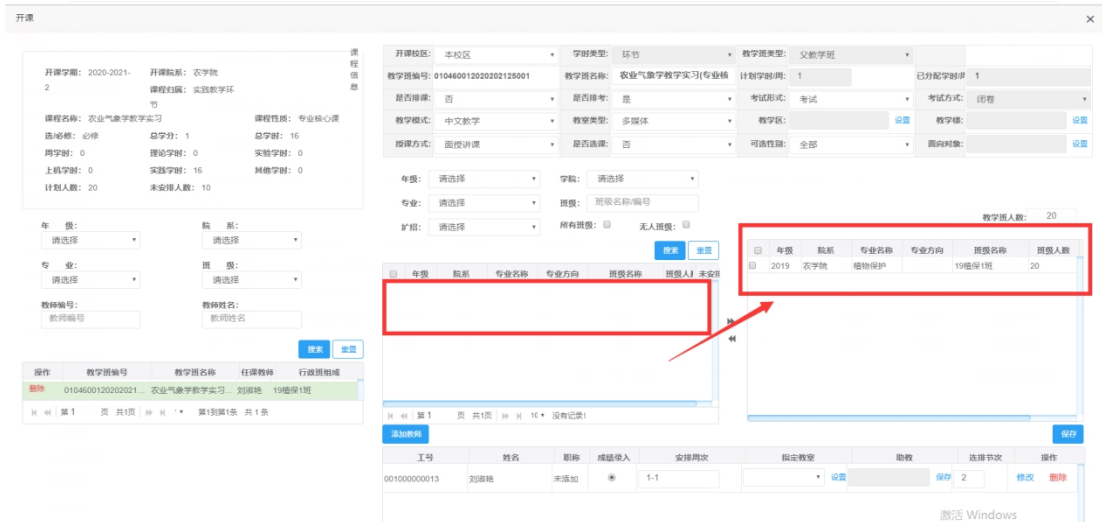 开课
×
课程信息
开课学期: 2020-2021-2 开课院系: 农学院
课程归属: 实践教学环节
课程名称: 农业气象学教学实习 课程性质: 专业核心课
选/必修: 必修 总学分: 1 总学时: 16
周学时: 0 理论学时: 0 实验学时: 0
上机学时: 0 实践学时: 16 其他学时: 0
计划人数: 20 未安排人数: 10
年 级: 院 系:
请选择 请选择
专 业: 班 级:
请选择 请选择
教师编号: 教师姓名:
教师编号 教师姓名
搜索 重置
操作 教学班编号 教学班名称 任课教师 行政班组成
删除 0104600120202021... 农业气象学教学实习... 刘淑艳 19植保1班
第 1 页 共1页 第1到第1条 共 1 条
开课校区: 本校区 学时类型: 环节 教学班类型: 父教学班
教学班编号: 010460012020202125001 教学班名称: 农业气象学教学实习(专业核 计划学时/周: 1 已分配学时/周 1
是否排课: 否 是否排考: 是 考试形式: 考试 考试方式: 闭卷
教学模式: 中文教学 教室类型: 多媒体 教学区: 设置 教学楼: 设置
授课方式: 面授讲课 是否选课: 否 可选性别: 全部 面向对象: 设置
年级: 请选择 学院: 请选择
专业: 请选择 班级: 班级名称/编号
扩招: 请选择 所有班级: 无人班级:
搜索 重置
年级 院系 专业名称 专业方向 班级名称 班级人 未安排
第 1 页 共1页 10 没有记录!
教学班人数: 20
年级 院系 专业名称 专业方向 班级名称 班级人数
2019 农学院 植物保护 19植保1班 20
添加教师 保存
工号 姓名 职称 成绩录入 安排周次 指定教室 助教 连排节次 操作
001000000013 刘淑艳 未添加 1-1 设置 保存 2 修改 删除
激活 Windows